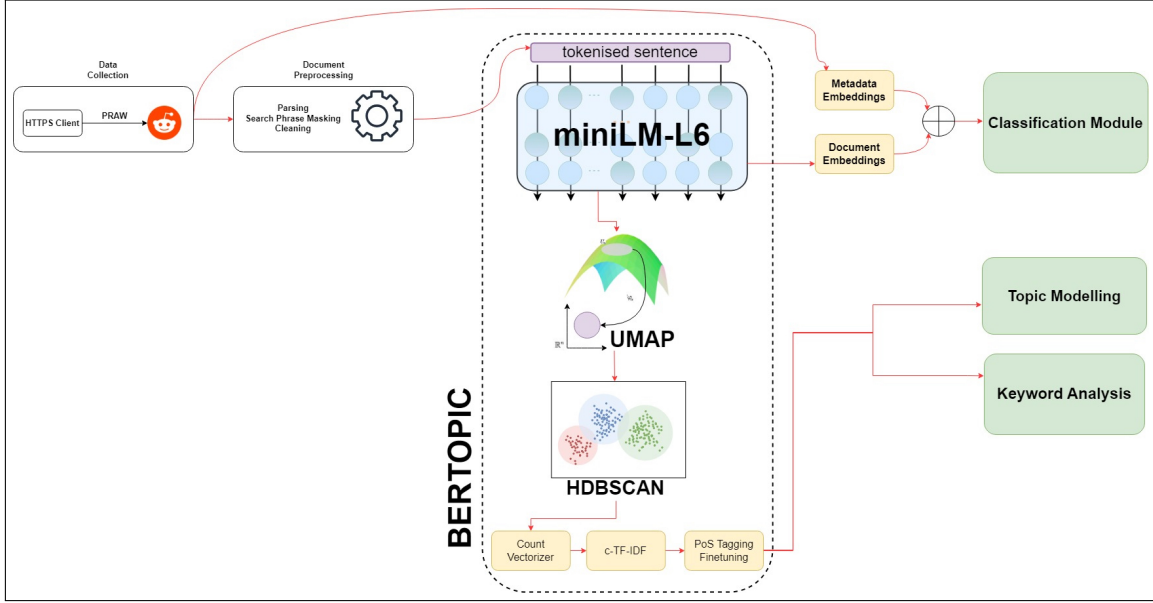 Data
Collection
HTTPS Client
PRAW
Document
Preprocessing
Parsing
Search Phrase Masking
Cleaning
tokenised sentence
miniLM-L6
Metadata
Embeddings
Document
Embeddings
Classification Module
UMAP
HDBSCAN
BERTOPIC
Count
Vectorizer
c-TF-IDF
PoS Tagging
Finetuning
Topic Modelling
Keyword Analysis